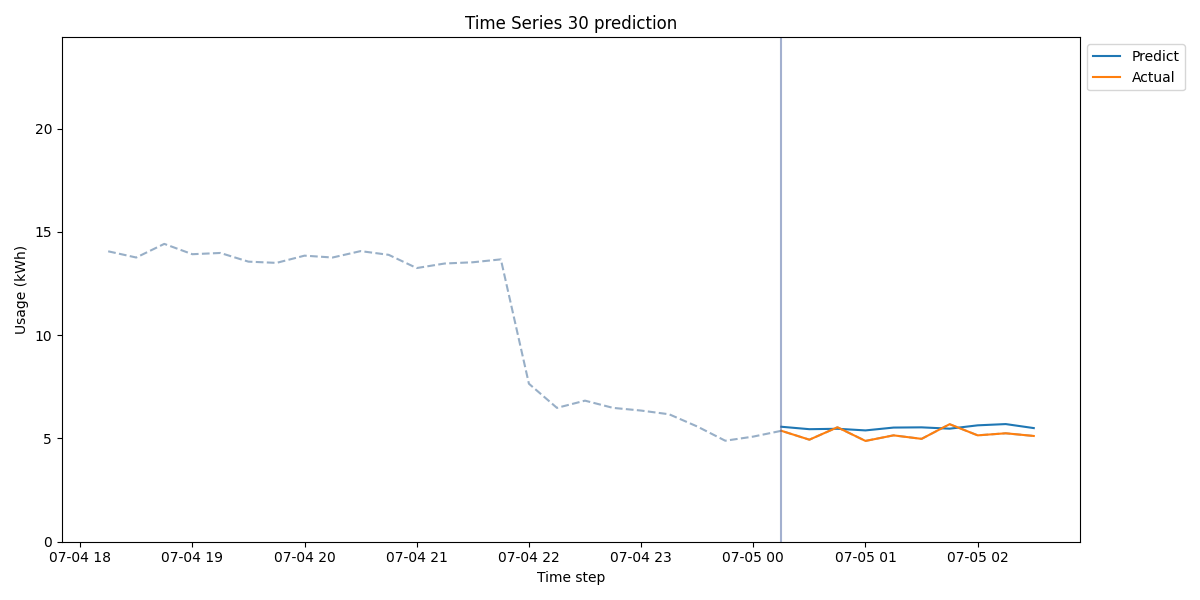 Time Series 30 prediction
Predict
Actual
Usage (kWh)
20
15
10
5
0
07-04 18 07-04 19 07-04 20 07-04 21 07-04 22 07-04 23 07-05 00 07-05 01 07-05 02
Time step